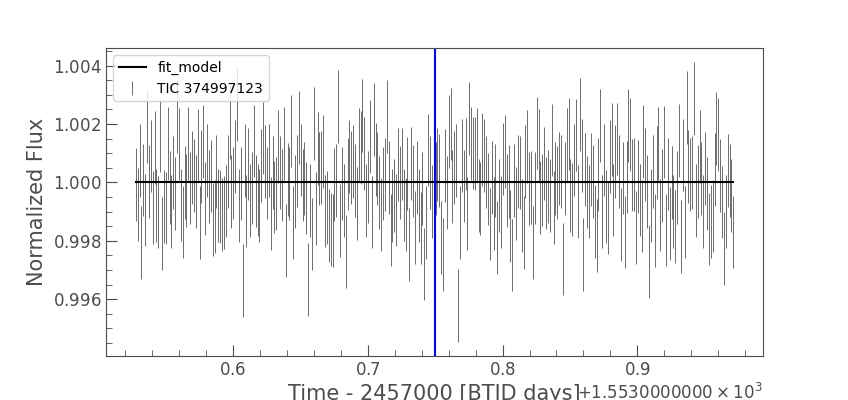 1.004
1.002
1.000
0.998
0.996
Normalized Flux
fit_model
TIC 374997123
0.6 0.7 0.8 0.9
Time - 2457000 [BTJD days]
+1.5530000000 × 10³